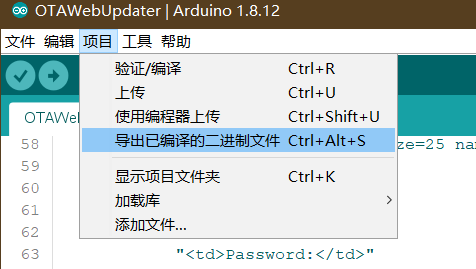 OTAWebUpdater | Arduino 1.8.12
文件 编辑 项目 工具 帮助
验证/编译 Ctrl+R
上传 Ctrl+U
使用编程器上传 Ctrl+Shift+U
导出已编译的二进制文件 Ctrl+Alt+S
显示项目文件夹 Ctrl+K
加载库
添加文件...
OTAWeb
58 ze=25 na
59
60
61
62
63 "<td>Password:</td>"